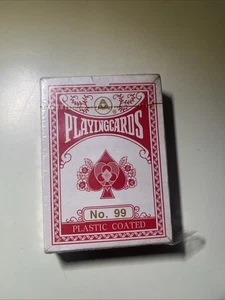 PLAYINGCARDS
No. 99
PLASTIC COATED